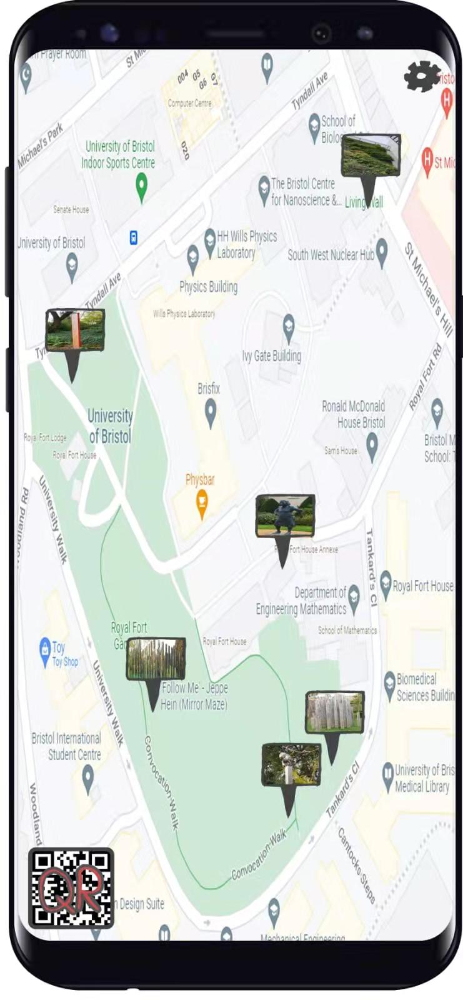 Prayer Room
St Mic
004 G5 G6 G7
Computer Centre
020
Tyndall Ave
risto
School of
Biolog
St Mic
Michael's Park
University of Bristol
Indoor Sports Centre
The Bristol Centre
for Nanoscience &...
Living Wall
Senate House
University of Bristol
HH Wills Physics
Laboratory
South West Nuclear Hub
St Michael's Hill
Physics Building
Tyndall Ave
Wills Physics Laboratory
Ivy Gate Building
Royal Fort Rd
Tyn
Brisfix
Ronald McDonald
House Bristol
University
of Bristol
Royal Fort Lodge
Royal Fort House
Sam's House
Bristol M
School: T
Physbar
University Walk
Woodland Rd
Tankard's Cl
Fort House Annexe
Royal Fort House
Department of
Engineering Mathematics
School of Mathematics
Royal Fort
Royal Fort House
Toy
Toy Shop
University Walk
Follow Me' - Jeppe
Hein (Mirror Maze)
Biomedical
Sciences Buildin
Bristol International
Student Centre
Convocation Walk
University of Bris
Medical Library
Woodland
Tankard's Cl
Convocation Walk
Cantocks Steps
QR
n Design Suite
Mechanical Engineering